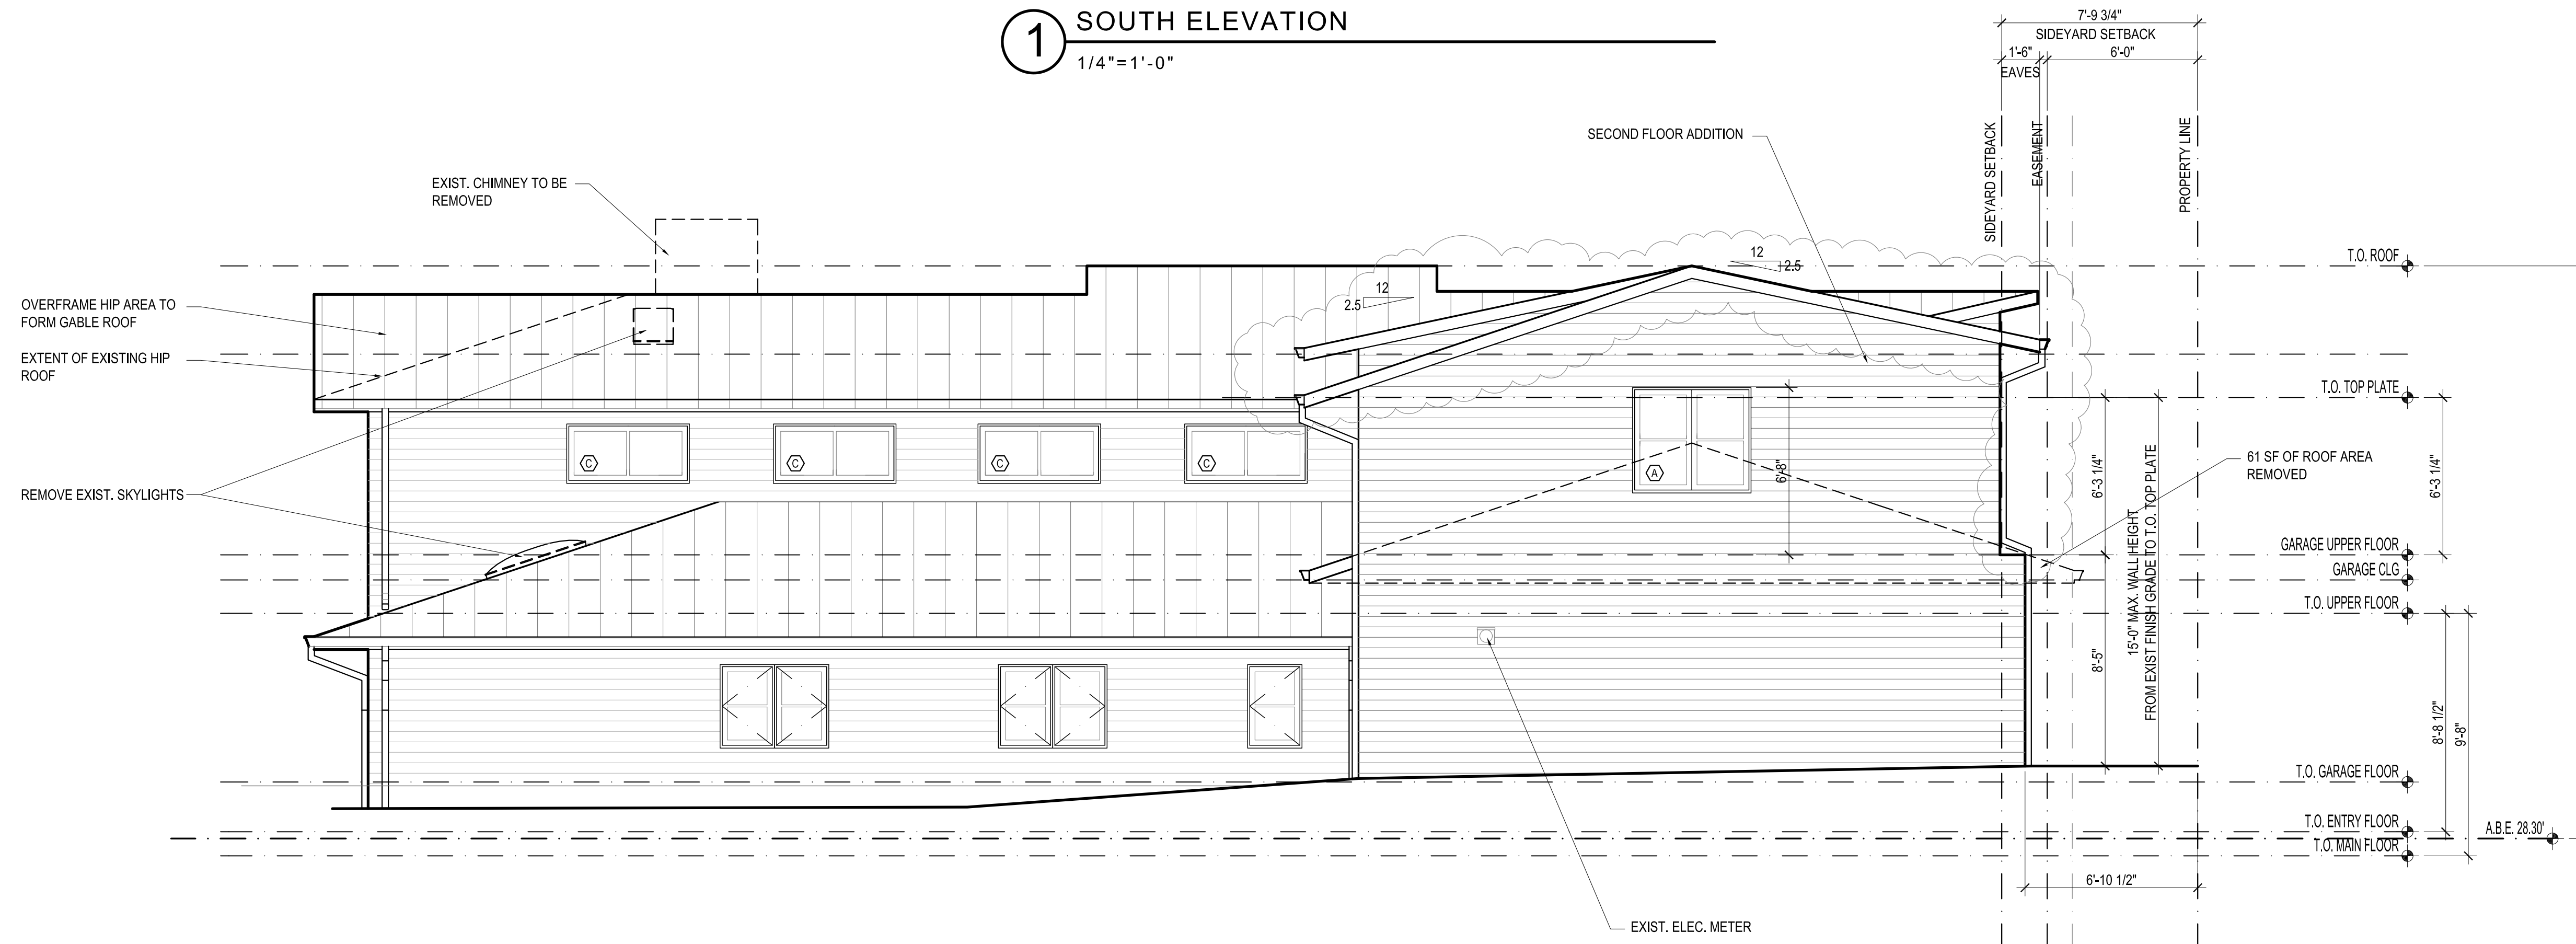 1
SOUTH ELEVATION
1/4"=1'-0"
7'-9 3/4"
SIDEYARD SETBACK
1'-6"
6'-0"
EAVES
SIDEYARD SETBACK
EASEMENT
PROPERTY LINE
SECOND FLOOR ADDITION
EXIST. CHIMNEY TO BE
REMOVED
OVERFRAME HIP AREA TO
FORM GABLE ROOF
EXTENT OF EXISTING HIP
ROOF
REMOVE EXIST. SKYLIGHTS
12
2.5
12
2.5
C
C
C
C
A
6'-8"
T.O. ROOF
T.O. TOP PLATE
61 SF OF ROOF AREA
REMOVED
6'-3 1/4"
6'-3 1/4"
15'-0" MAX. WALL HEIGHT
FROM EXIST FINISH GRADE TO T.O. TOP PLATE
8'-5"
GARAGE UPPER FLOOR
GARAGE CLG
T.O. UPPER FLOOR
8'-8 1/2"
9'-8"
T.O. GARAGE FLOOR
T.O. ENTRY FLOOR
A.B.E. 28.30'
T.O. MAIN FLOOR
6'-10 1/2"
EXIST. ELEC. METER